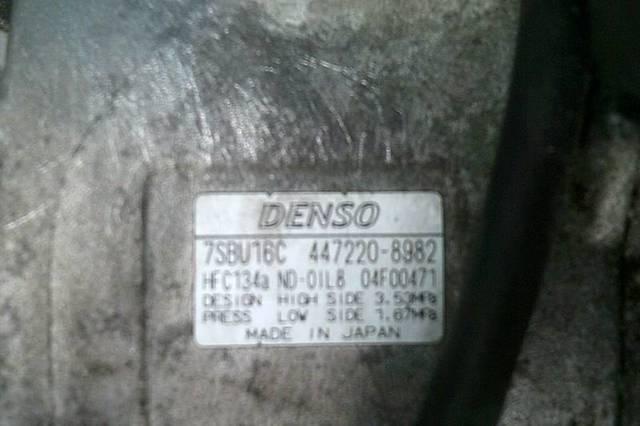 DENSO
7SBU16C 447220-8982
HFC134a ND-OIL8 04F00471
DESIGN HIGH SIDE 3.53MPa
PRESS LOW SIDE 1.67MPa
MADE IN JAPAN